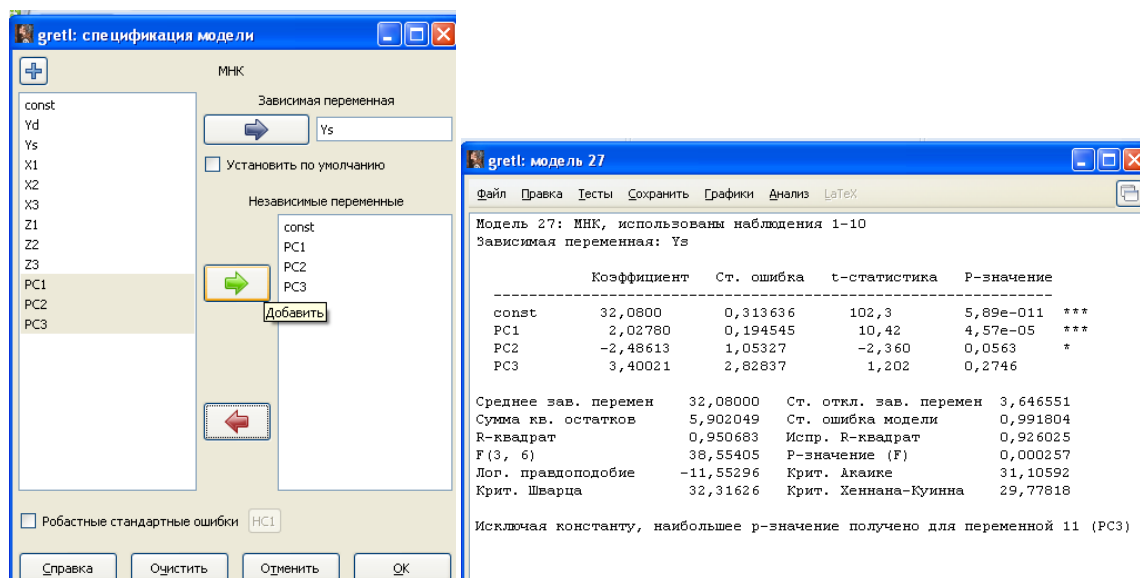 gretl: спецификация модели
МНК
const
Yd
Ys
X1
X2
X3
Z1
Z2
Z3
PC1
PC2
PC3
Зависимая переменная
Ys
Установить по умолчанию
Независимые переменные
const
PC1
PC2
PC3
Добавить
Робастные стандартные ошибки HC1
Справка Очистить Отменить OK
gretl: модель 27
Файл Правка Тесты Сохранить Графики Анализ LaTeX
Модель 27: МНК, использованы наблюдения 1-10
Зависимая переменная: Ys
Коэффициент Ст. ошибка t-статистика P-значение
------------------------------------------------------------
const 32,0800 0,313636 102,3 5,89e-011 ***
PC1 2,02780 0,194545 10,42 4,57e-05 ***
PC2 -2,48613 1,05327 -2,360 0,0563 *
PC3 3,40021 2,82837 1,202 0,2746
Среднее зав. перемен 32,08000 Ст. откл. зав. перемен 3,646551
Сумма кв. остатков 5,902049 Ст. ошибка модели 0,991804
R-квадрат 0,950683 Испр. R-квадрат 0,926025
F(3, 6) 38,55405 P-значение (F) 0,000257
Лог. правдоподобие -11,55296 Крит. Акаике 31,10592
Крит. Шварца 32,31626 Крит. Хеннана-Куинна 29,77818
Исключая константу, наибольшее p-значение получено для переменной 11 (PC3)